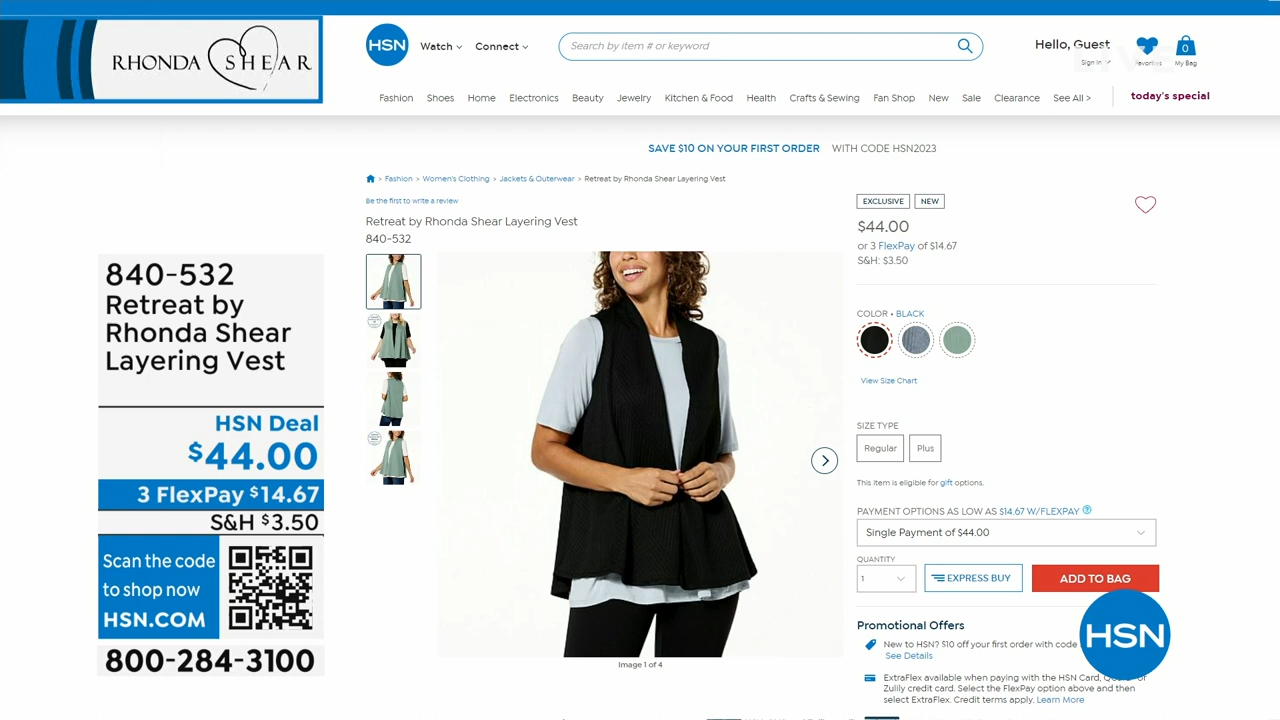 RHONDA SHEAR
HSN
Watch
Connect
Search by item # or keyword
Hello, Guest
Sign In
Favorites
0
My Bag
Fashion Shoes Home Electronics Beauty Jewelry Kitchen & Food Health Crafts & Sewing Fan Shop New Sale Clearance See All >
today's special
SAVE $10 ON YOUR FIRST ORDER WITH CODE HSN2023
> Fashion > Women's Clothing > Jackets & Outerwear > Retreat by Rhonda Shear Layering Vest
Be the first to write a review
Retreat by Rhonda Shear Layering Vest
840-532
Image 1 of 4
EXCLUSIVE NEW
$44.00
or 3 FlexPay of $14.67
S&H: $3.50
COLOR • BLACK
View Size Chart
SIZE TYPE
Regular Plus
This item is eligible for gift options.
PAYMENT OPTIONS AS LOW AS $14.67 W/FLEXPAY ?
Single Payment of $44.00
QUANTITY
1
EXPRESS BUY
ADD TO BAG
Promotional Offers
New to HSN? $10 off your first order with code
See Details
ExtraFlex available when paying with the HSN Card, or
Zulily credit card. Select the FlexPay option above and then
select ExtraFlex. Credit terms apply. Learn More
HSN
840-532
Retreat by
Rhonda Shear
Layering Vest
HSN Deal
$44.00
3 FlexPay $14.67
S&H $3.50
Scan the code
to shop now
HSN.COM
800-284-3100